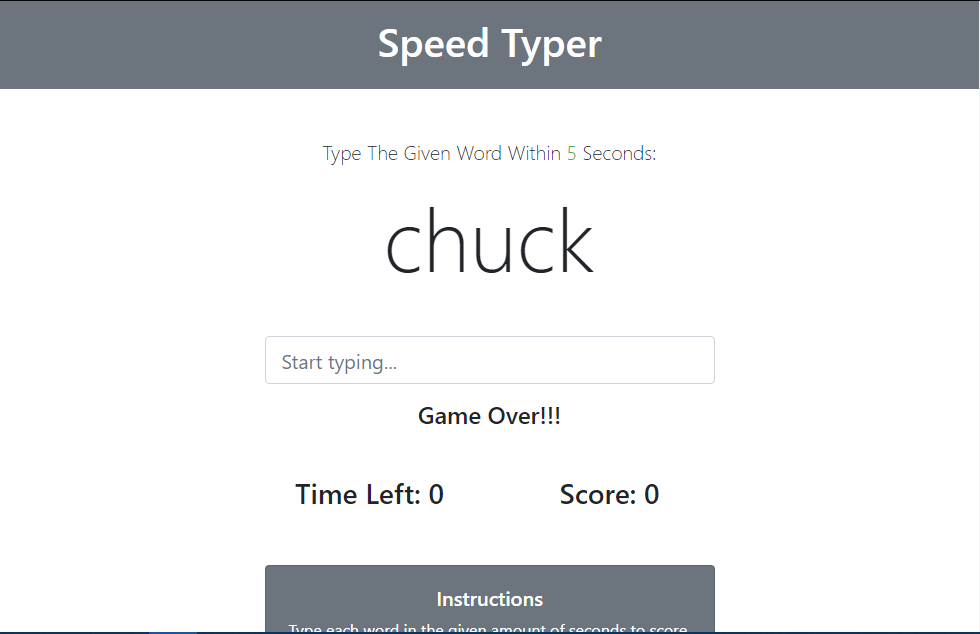 Speed Typer
Type The Given Word Within 5 Seconds:
chuck
Start typing...
Game Over!!!
Time Left: 0 Score: 0
Instructions
Type each word in the given amount of seconds to score